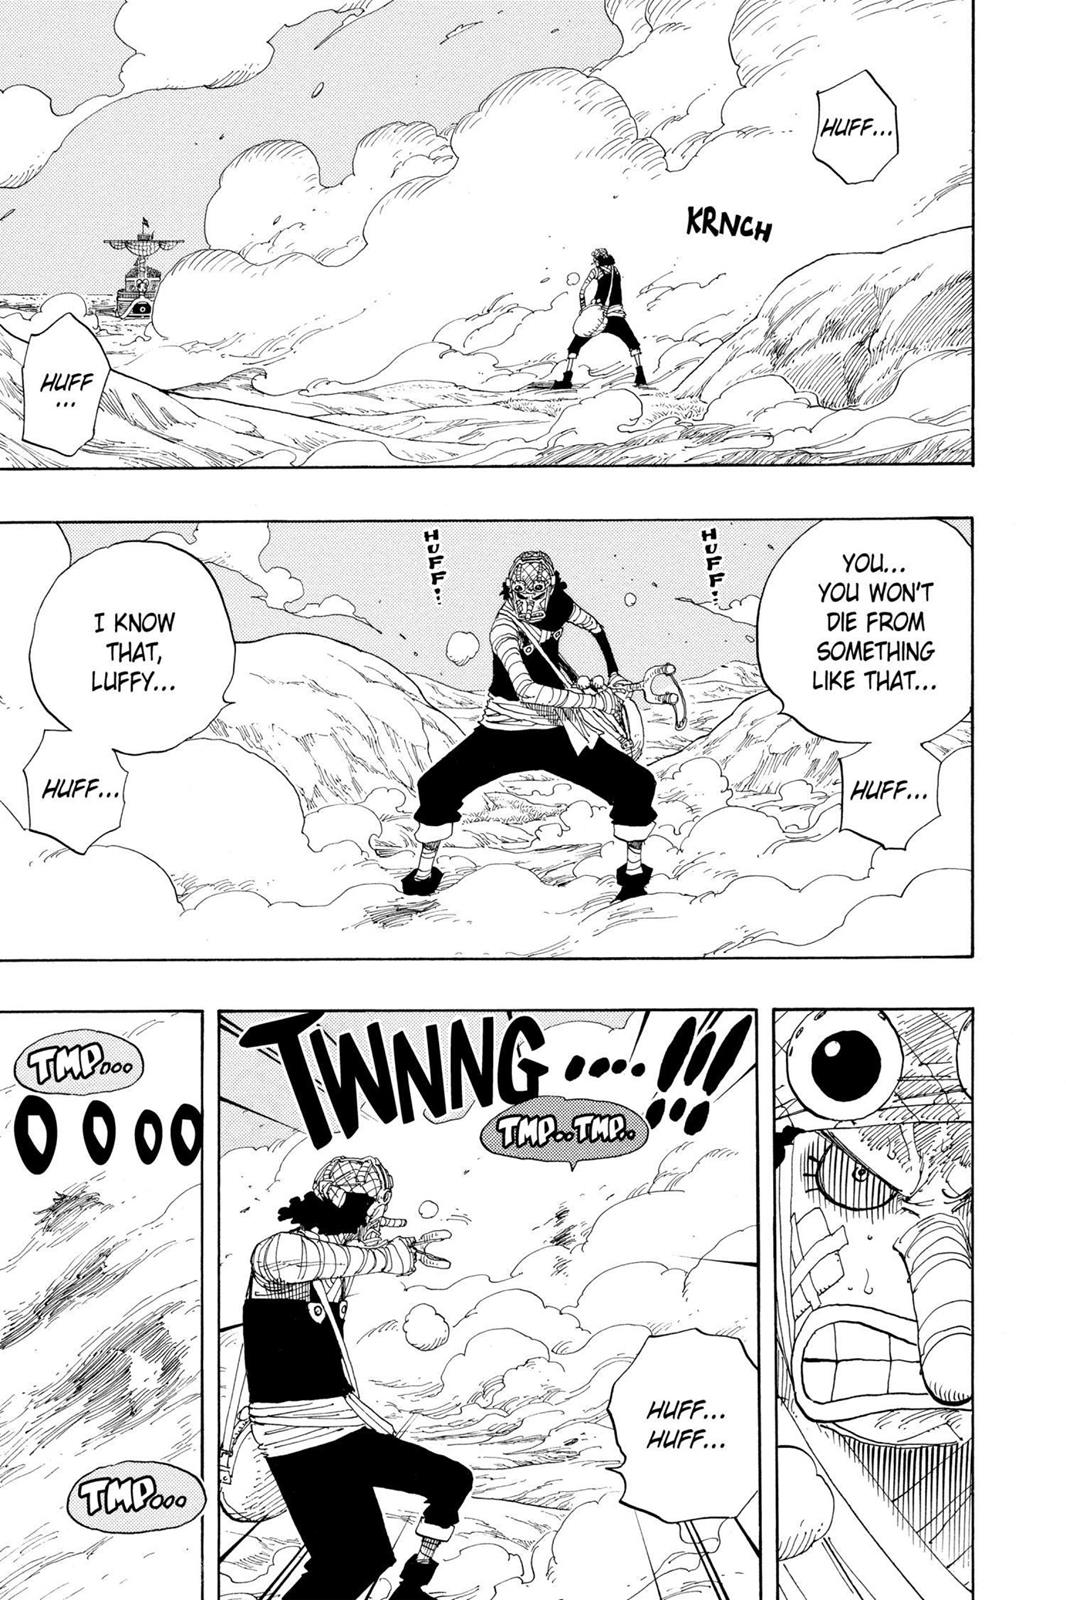 HUFF...
KRNCH
HUFF
...
YOU...
YOU WON'T
DIE FROM
SOMETHING
LIKE THAT...
HUFF...
HUFF!..
HUFF!..
I KNOW
THAT,
LUFFY...
HUFF...
TWNNG....!!!
TMP..TMP..
HUFF...
HUFF...
TMP...
TMP...